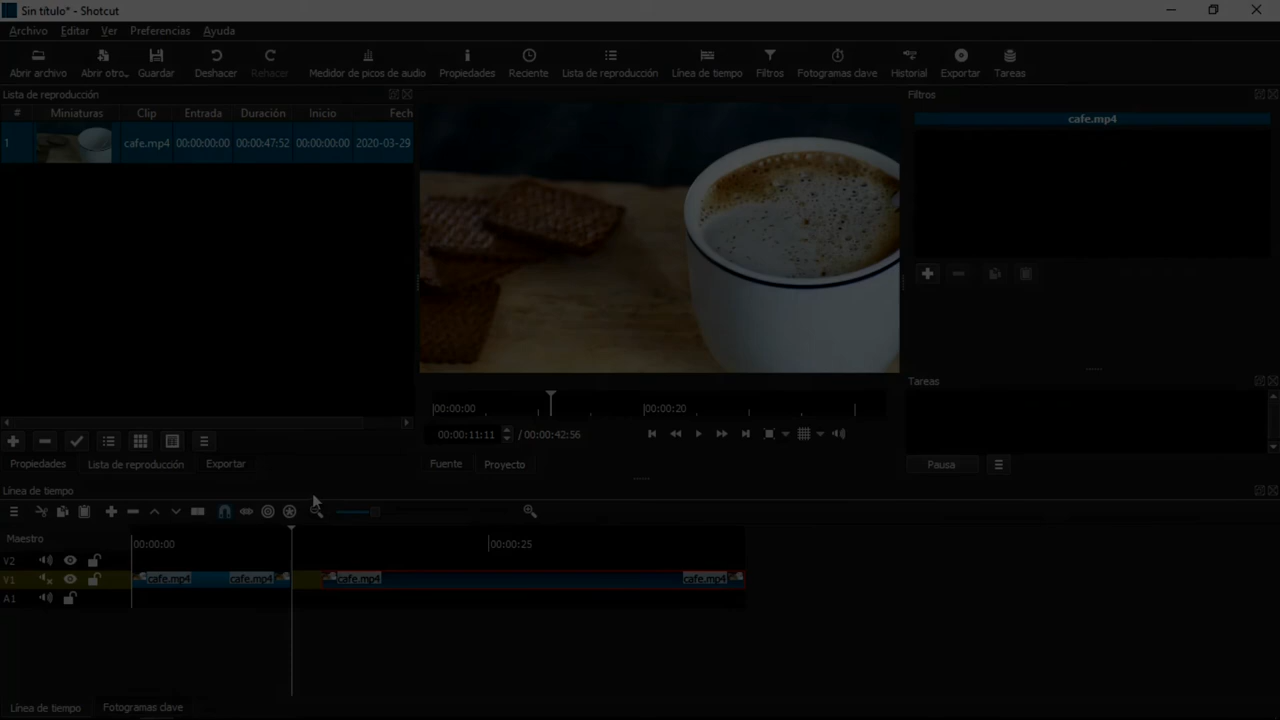 Sin título* - Shotcut
Archivo Editar Ver Preferencias Ayuda
Abrir archivo Abrir otro... Guardar Deshacer Rehacer Medidor de picos de audio Propiedades Reciente Lista de reproducción Línea de tiempo Filtros Fotogramas clave Historial Exportar Tareas
Lista de reproducción
# Miniaturas Clip Entrada Duración Inicio Fech
1 cafe.mp4 00:00:00:00 00:00:47:52 00:00:00:00 2020-03-29
Filtros
cafe.mp4
Tareas
Pausa
00:00:00 00:00:20
00:00:11:11 / 00:00:42:56
Fuente Proyecto
Propiedades Lista de reproducción Exportar
Línea de tiempo
Maestro 00:00:00 00:00:25
V2
V1 cafe.mp4 cafe.mp4 cafe.mp4 cafe.mp4
A1
Línea de tiempo Fotogramas clave